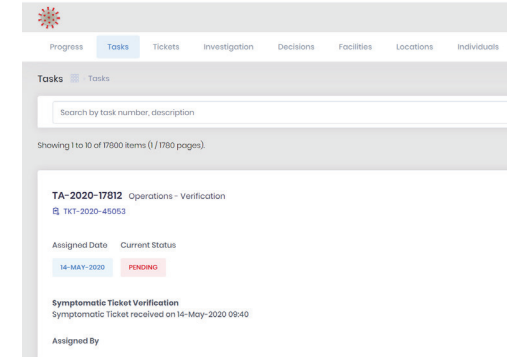 Progress Tasks Tickets Investigation Decisions Facilities Locations Individuals
Tasks Tasks
Search by task number, description
Showing 1 to 10 of 17800 items (1 / 1780 pages).
TA-2020-17812 Operations - Verification
TKT-2020-45053
Assigned Date Current Status
14-MAY-2020 PENDING
Symptomatic Ticket Verification
Symptomatic Ticket received on 14-May-2020 09:40
Assigned By